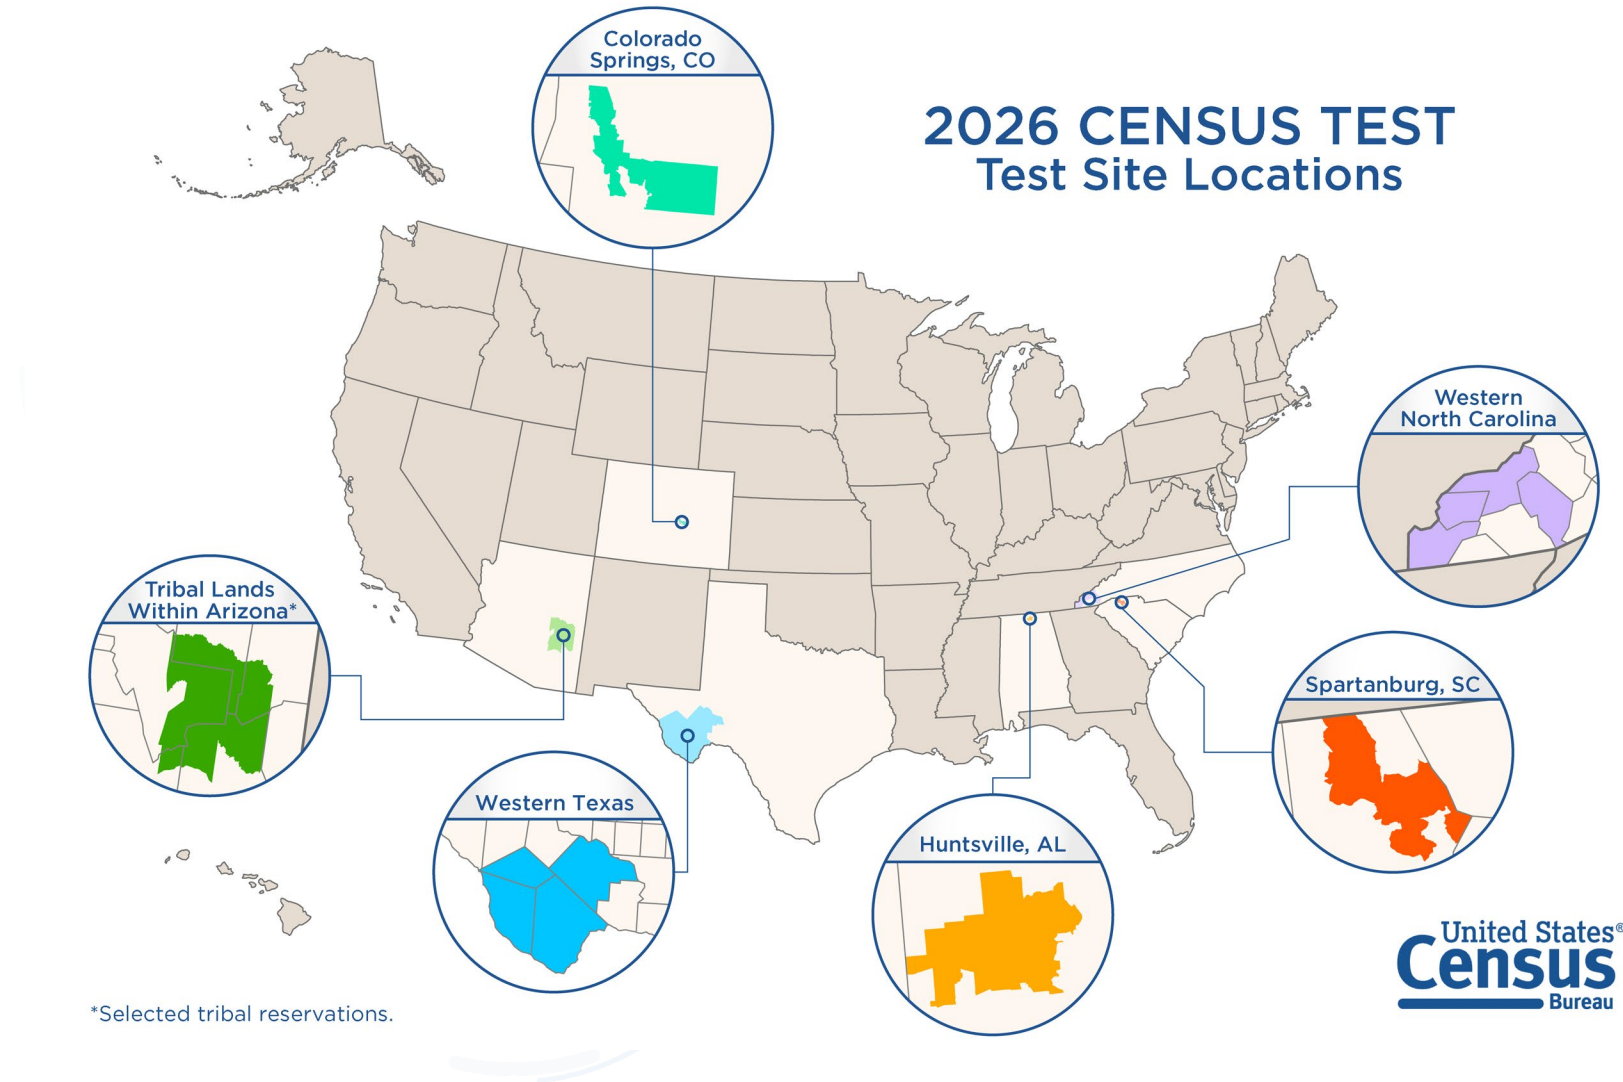 Colorado
Springs, CO
2026 CENSUS TEST
Test Site Locations
Western
North Carolina
Tribal Lands
Within Arizona*
Spartanburg, SC
Western Texas
Huntsville, AL
United States®
Census
Bureau
*Selected tribal reservations.